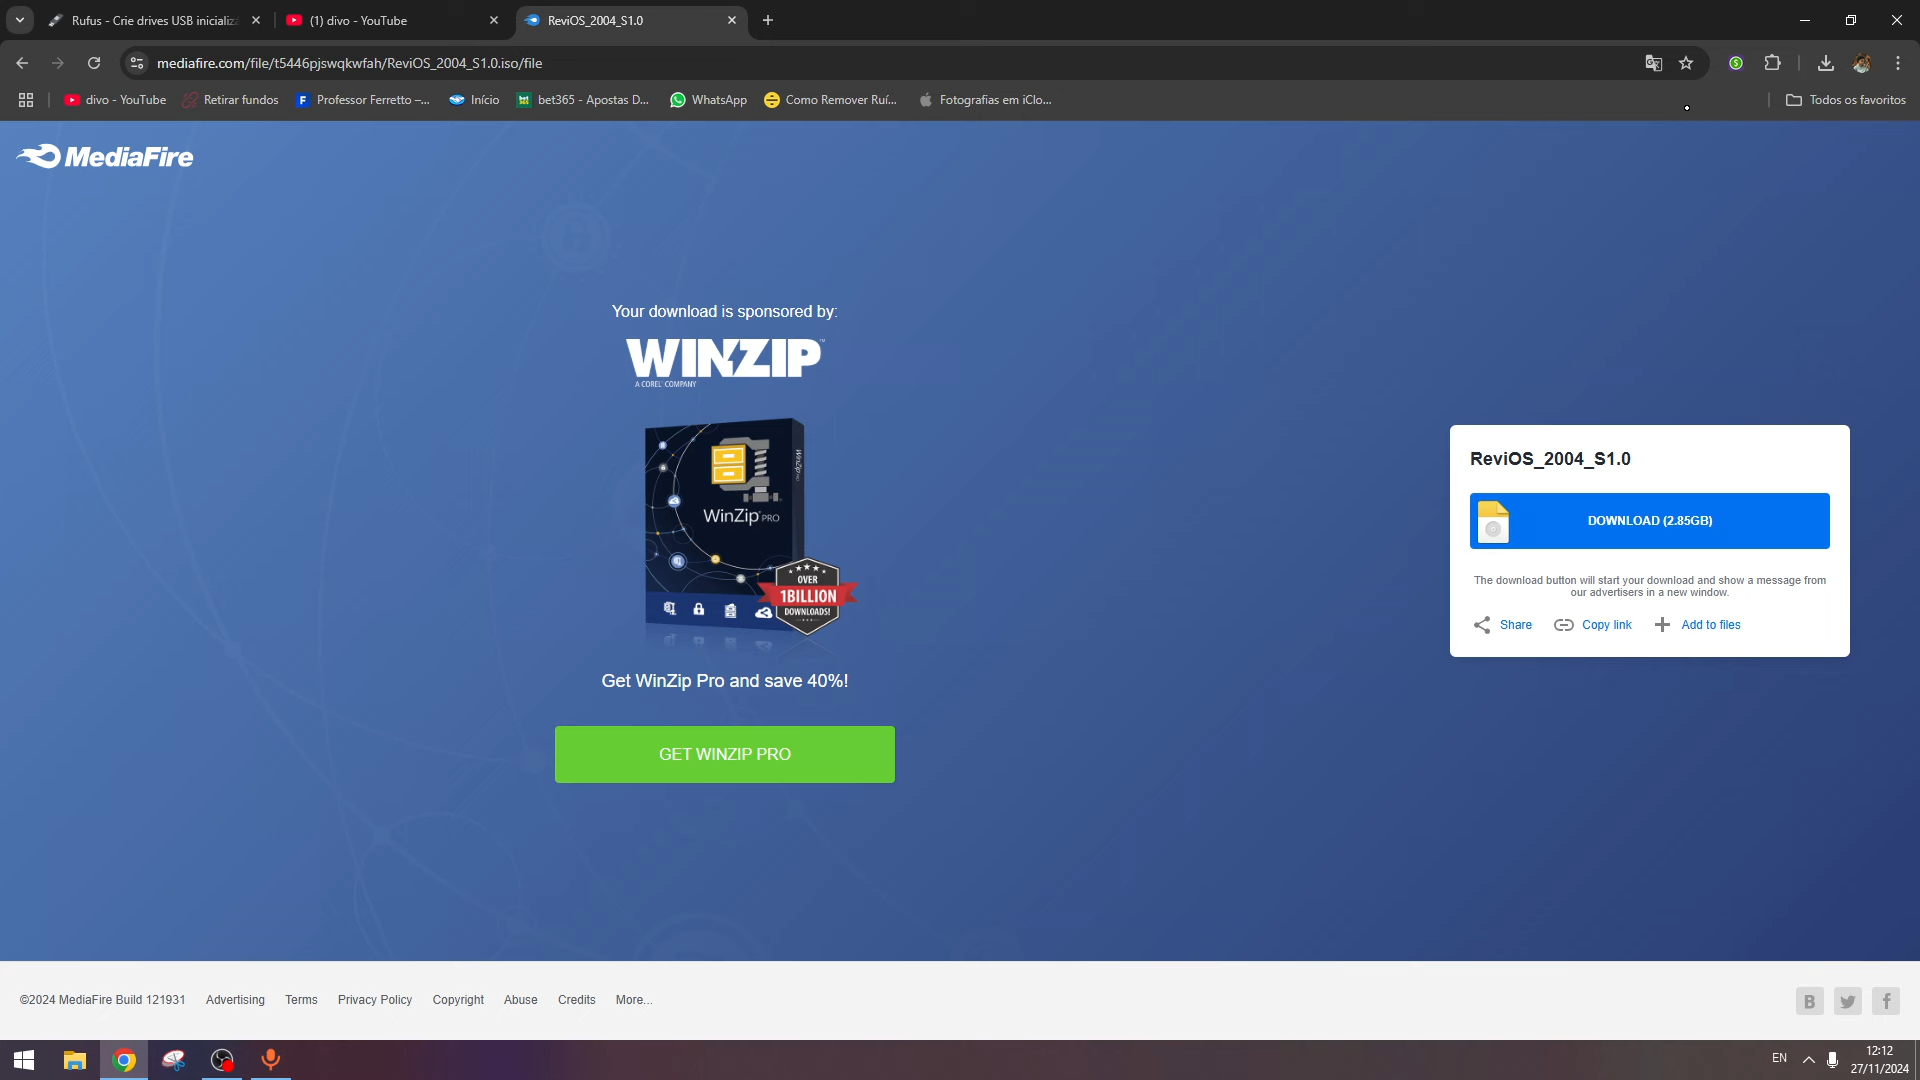 Rufus - Crie drives USB inicializ
(1) divo - YouTube
ReviOS_2004_S1.0
mediafire.com/file/t5446pjswqkwfah/ReviOS_2004_S1.0.iso/file
divo - YouTube
Retirar fundos
Professor Ferretto –...
Início
bet365 - Apostas D...
WhatsApp
Como Remover Ruí...
Fotografias em iClo...
Todos os favoritos
MediaFire
Your download is sponsored by:
WINZIP
A COREL COMPANY
WinZip PRO
OVER
1BILLION
DOWNLOADS!
Get WinZip Pro and save 40%!
GET WINZIP PRO
ReviOS_2004_S1.0
DOWNLOAD (2.85GB)
The download button will start your download and show a message from
our advertisers in a new window.
Share
Copy link
Add to files
©2024 MediaFire Build 121931
Advertising
Terms
Privacy Policy
Copyright
Abuse
Credits
More...
EN
12:12
27/11/2024